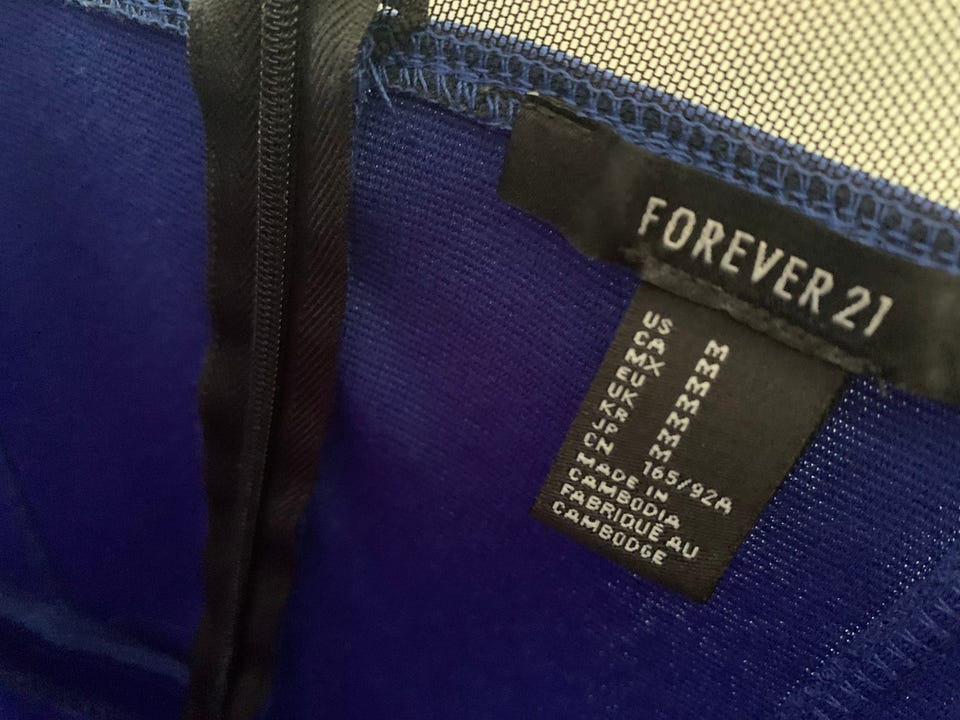 FOREVER 21
US M
CA M
MX M
EU M
UK M
KR M
JP M
CN 165/92A
MADE IN
CAMBODIA
FABRIQUÉ AU
CAMBODGE